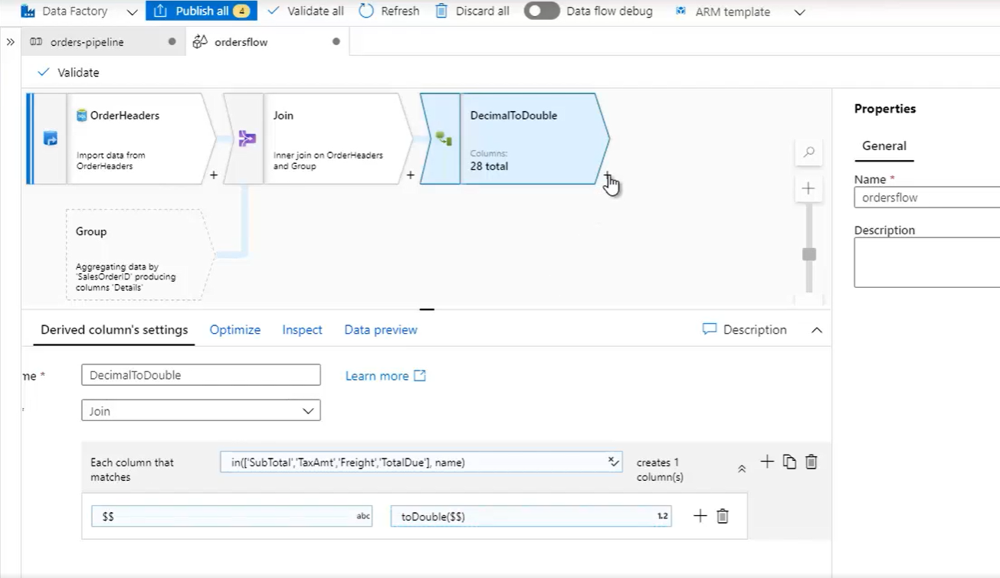 Data Factory
Publish all 4
Validate all
Refresh
Discard all
Data flow debug
ARM template
orders-pipeline
ordersflow
Validate
OrderHeaders
Import data from
OrderHeaders
+
Join
Inner join on OrderHeaders
and Group
+
DecimalToDouble
Columns:
28 total
Group
Aggregating data by
'SalesOrderID' producing
columns 'Details'
Properties
General
Name *
ordersflow
Description
Derived column's settings
Optimize
Inspect
Data preview
Description
me *
DecimalToDouble
Learn more
*
Join
Each column that
matches
in(['SubTotal','TaxAmt','Freight','TotalDue'], name)
creates 1
column(s)
$$
abc
toDouble($$)
1.2